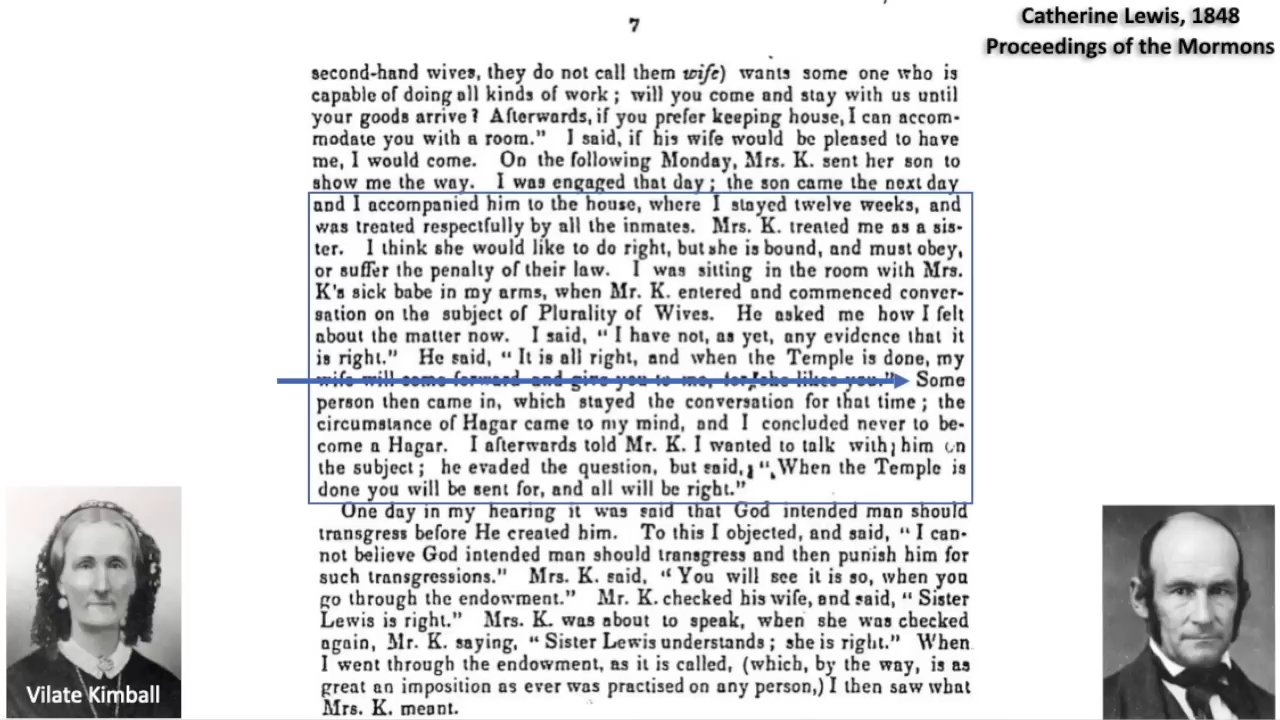 7
Catherine Lewis, 1848
Proceedings of the Mormons
second-hand wives, they do not call them wife) wants some one who is
capable of doing all kinds of work ; will you come and stay with us until
your goods arrive ? Afterwards, if you prefer keeping house, I can accom-
modate you with a room." I said, if his wife would be pleased to have
me, I would come. On the following Monday, Mrs. K. sent her son to
show me the way. I was engaged that day ; the son came the next day
and I accompanied him to the house, where I stayed twelve weeks, and
was treated respectfully by all the inmates. Mrs. K. treated me as a sis-
ter. I think she would like to do right, but she is bound, and must obey,
or suffer the penalty of their law. I was sitting in the room with Mrs.
K's sick babe in my arms, when Mr. K. entered and commenced conver-
sation on the subject of Plurality of Wives. He asked me how I felt
about the matter now. I said, " I have not, as yet, any evidence that it
is right." He said, " It is all right, and when the Temple is done, my
wife will come forward and give you to me, for she likes you." Some
person then came in, which stayed the conversation for that time ; the
circumstance of Hagar came to my mind, and I concluded never to be-
come a Hagar. I afterwards told Mr. K. I wanted to talk with him on
the subject ; he evaded the question, but said, " When the Temple is
done you will be sent for, and all will be right."
One day in my hearing it was said that God intended man should
transgress before He created him. To this I objected, and said, " I can-
not believe God intended man should transgress and then punish him for
such transgressions." Mrs. K. said, " You will see it is so, when you
go through the endowment." Mr. K. checked his wife, and said, " Sister
Lewis is right." Mrs. K. was about to speak, when she was checked
again, Mr. K. saying, " Sister Lewis understands ; she is right." When
I went through the endowment, as it is called, (which, by the way, is as
great an imposition as ever was practised on any person,) I then saw what
Mrs. K. meant.
Vilate Kimball